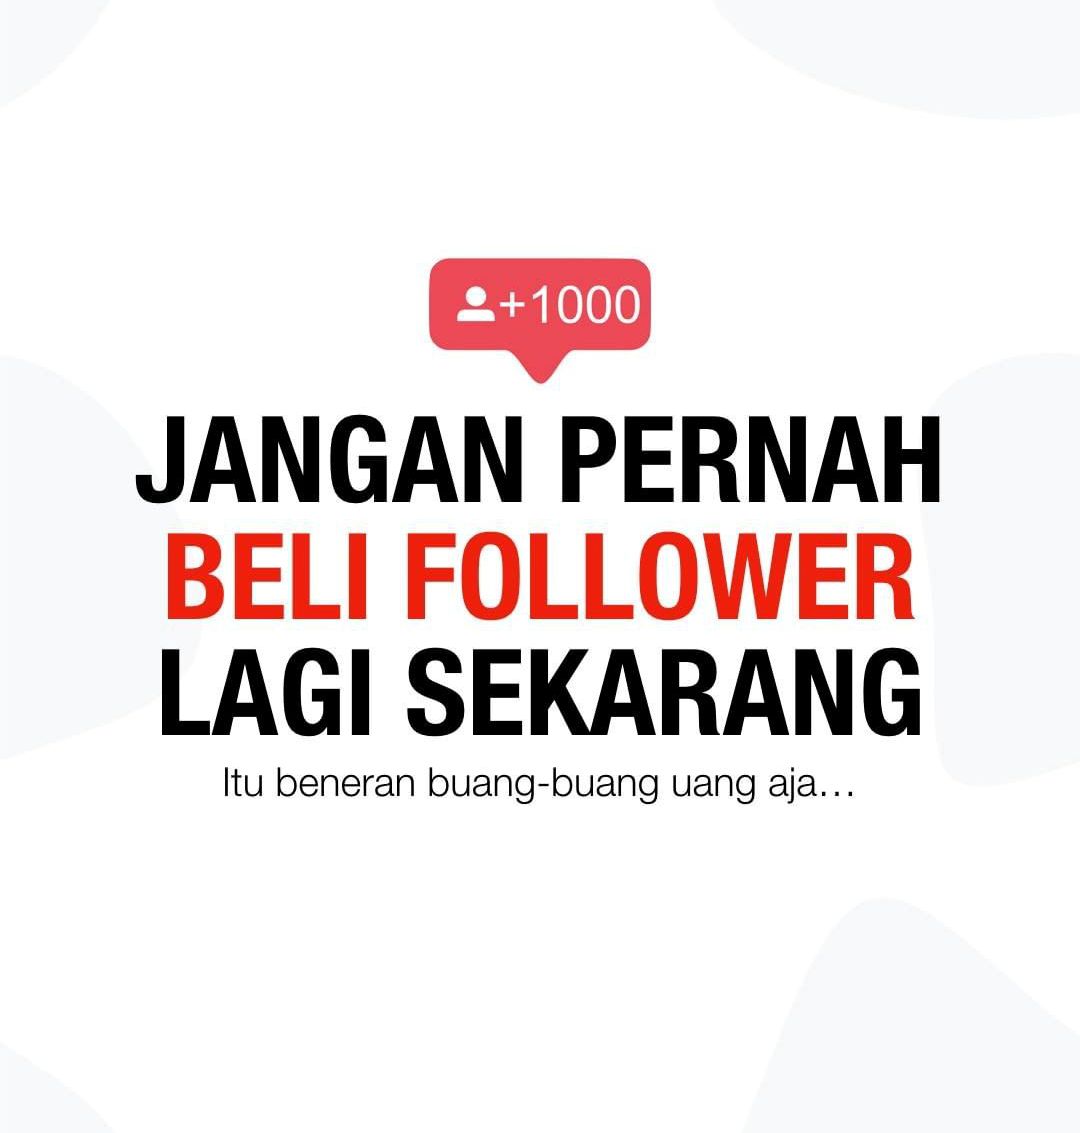 +1000
JANGAN PERNAH
BELI FOLLOWER
LAGI SEKARANG
Itu beneran buang-buang uang aja...